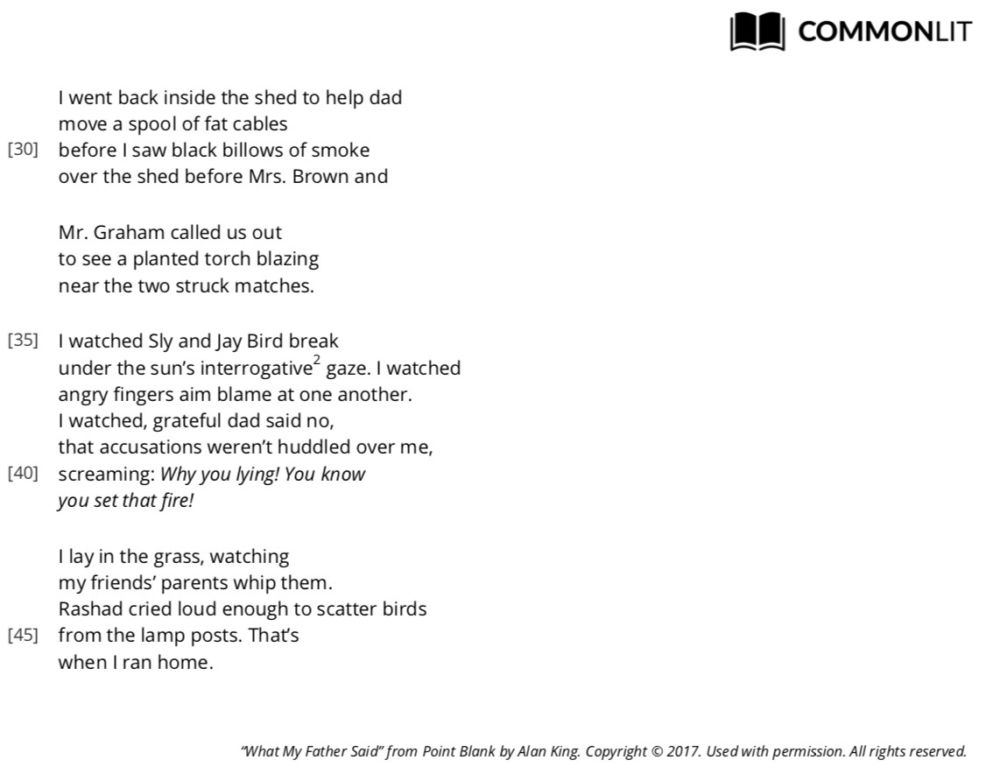 COMMONLIT
I went back inside the shed to help dad
move a spool of fat cables
[30] before I saw black billows of smoke
over the shed before Mrs. Brown and
Mr. Graham called us out
to see a planted torch blazing
near the two struck matches.
[35] I watched Sly and Jay Bird break
under the sun’s interrogative² gaze. I watched
angry fingers aim blame at one another.
I watched, grateful dad said no,
that accusations weren’t huddled over me,
[40] screaming: Why you lying! You know
you set that fire!
I lay in the grass, watching
my friends’ parents whip them.
Rashad cried loud enough to scatter birds
[45] from the lamp posts. That’s
when I ran home.
“What My Father Said” from Point Blank by Alan King. Copyright © 2017. Used with permission. All rights reserved.